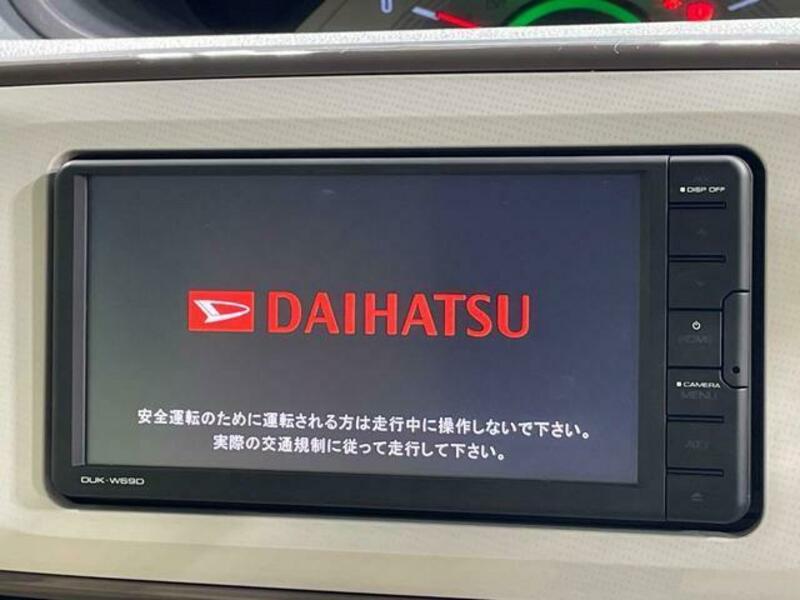 DISP OFF
DAIHATSU
HOME
CAMERA
MENU
安全運転のために運転される方は走行中に操作しないで下さい。
実際の交通規制に従って走行して下さい。
DUK-W69D